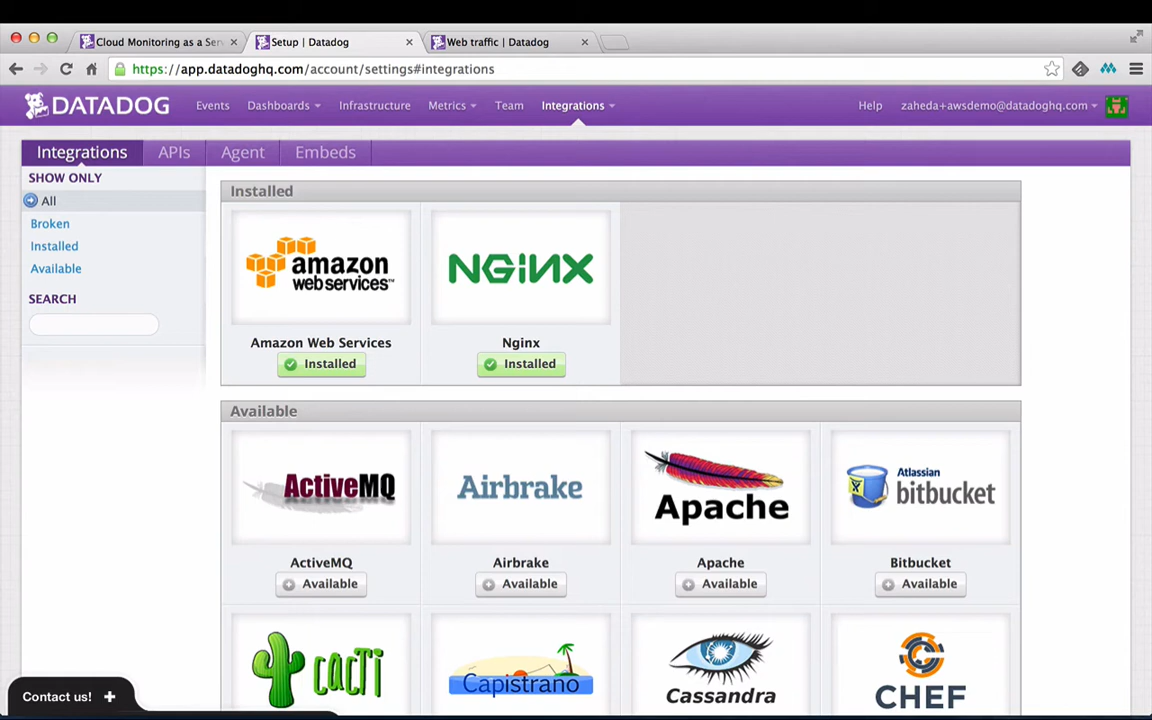 Cloud Monitoring as a Ser
Setup | Datadog
Web traffic | Datadog
https://app.datadoghq.com/account/settings#integrations
DATADOG
Events
Dashboards
Infrastructure
Metrics
Team
Integrations
Help
zaheda+awsdemo@datadoghq.com
Integrations
APIs
Agent
Embeds
SHOW ONLY
All
Broken
Installed
Available
SEARCH
Installed
amazon
web services™
NGINX
Amazon Web Services
Nginx
Installed
Installed
Available
ActiveMQ
Airbrake
Apache
Atlassian
bitbucket
ActiveMQ
Airbrake
Apache
Bitbucket
Available
Available
Available
Available
cacti
Capistrano
Cassandra
CHEF
Contact us!